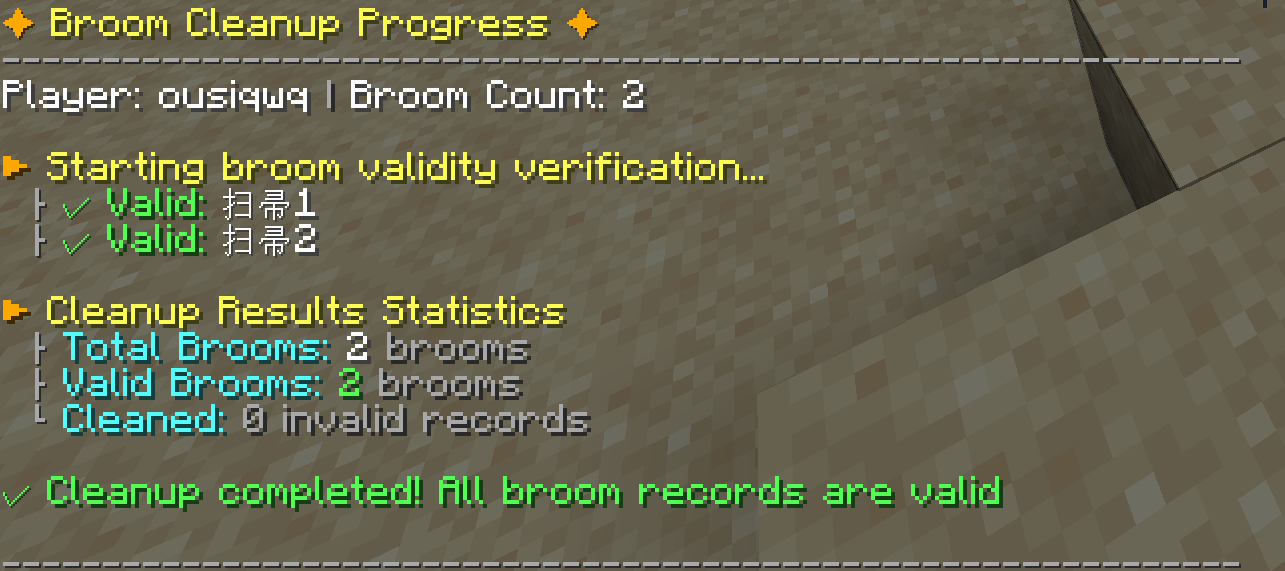 ✦ Broom Cleanup Progress ✦
Player: ousiqwq | Broom Count: 2
▶ Starting broom validity verification...
├ ✓ Valid: 扫帚1
├ ✓ Valid: 扫帚2
▶ Cleanup Results Statistics
├ Total Brooms: 2 brooms
├ Valid Brooms: 2 brooms
└ Cleaned: 0 invalid records
✓ Cleanup completed! All broom records are valid